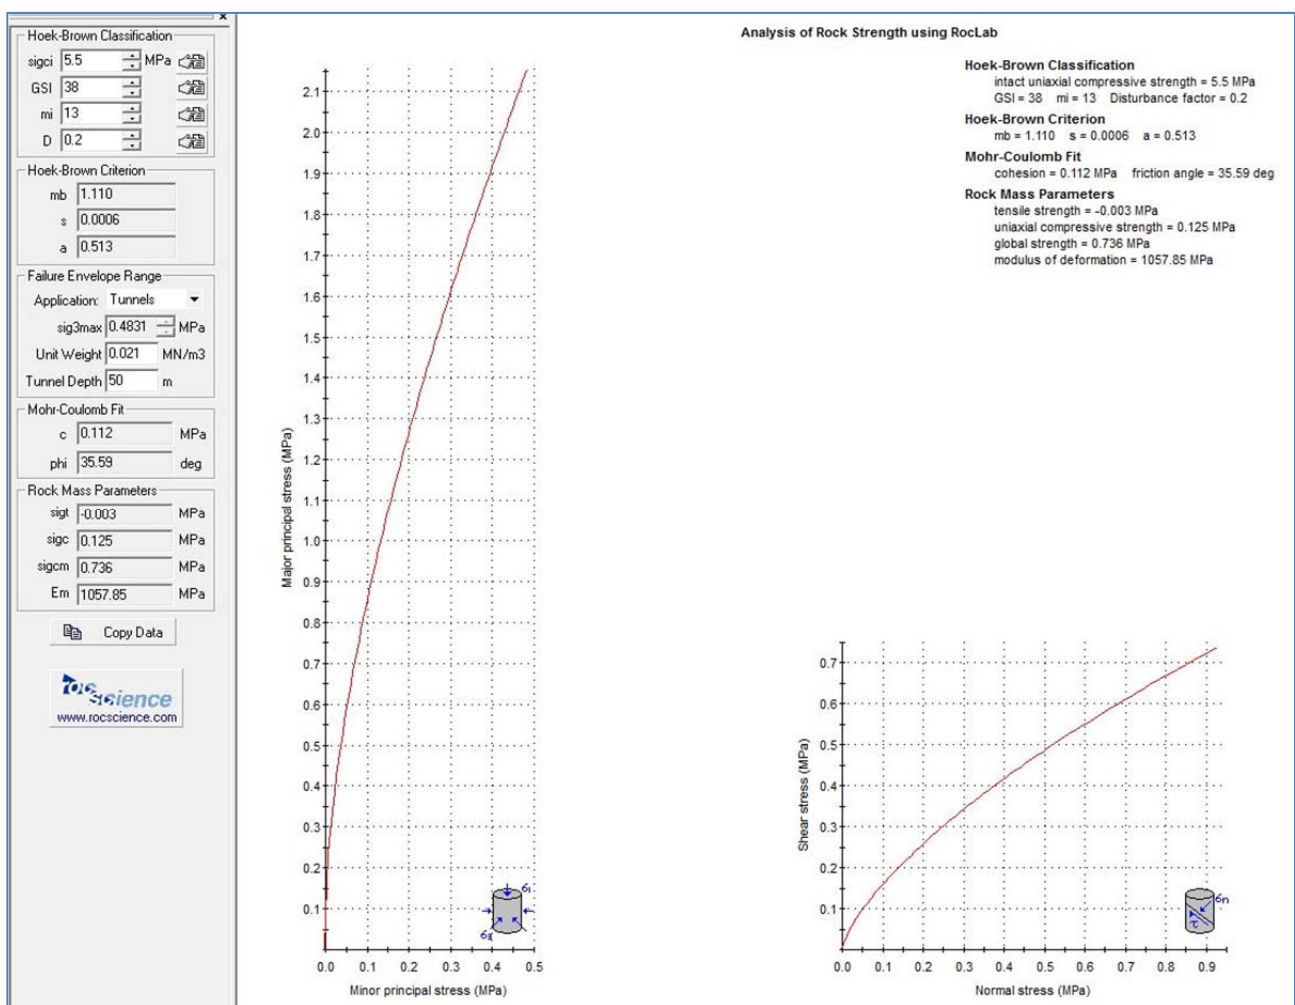 x
Hoek-Brown Classification
sigci 5.5 MPa
GSI 38
mi 13
D 0.2
Hoek-Brown Criterion
mb 1.110
s 0.0006
a 0.513
Failure Envelope Range
Application: Tunnels
sig3max 0.4831 MPa
Unit Weight 0.021 MN/m3
Tunnel Depth 50 m
Mohr-Coulomb Fit
c 0.112 MPa
phi 35.59 deg
Rock Mass Parameters
sigt -0.003 MPa
sigc 0.125 MPa
sigcm 0.736 MPa
Em 1057.85 MPa
Copy Data
rocscience
www.rocscience.com
Analysis of Rock Strength using RocLab
Hoek-Brown Classification
intact uniaxial compressive strength = 5.5 MPa
GSI = 38 mi = 13 Disturbance factor = 0.2
Hoek-Brown Criterion
mb = 1.110 s = 0.0006 a = 0.513
Mohr-Coulomb Fit
cohesion = 0.112 MPa friction angle = 35.59 deg
Rock Mass Parameters
tensile strength = -0.003 MPa
uniaxial compressive strength = 0.125 MPa
global strength = 0.736 MPa
modulus of deformation = 1057.85 MPa
Major principal stress (MPa)
2.1
2.0
1.9
1.8
1.7
1.6
1.5
1.4
1.3
1.2
1.1
1.0
0.9
0.8
0.7
0.6
0.5
0.4
0.3
0.2
0.1
σ1
σ3
0.0 0.1 0.2 0.3 0.4 0.5
Minor principal stress (MPa)
Shear stress (MPa)
0.7
0.6
0.5
0.4
0.3
0.2
0.1
σn
τ
0.0 0.1 0.2 0.3 0.4 0.5 0.6 0.7 0.8 0.9
Normal stress (MPa)